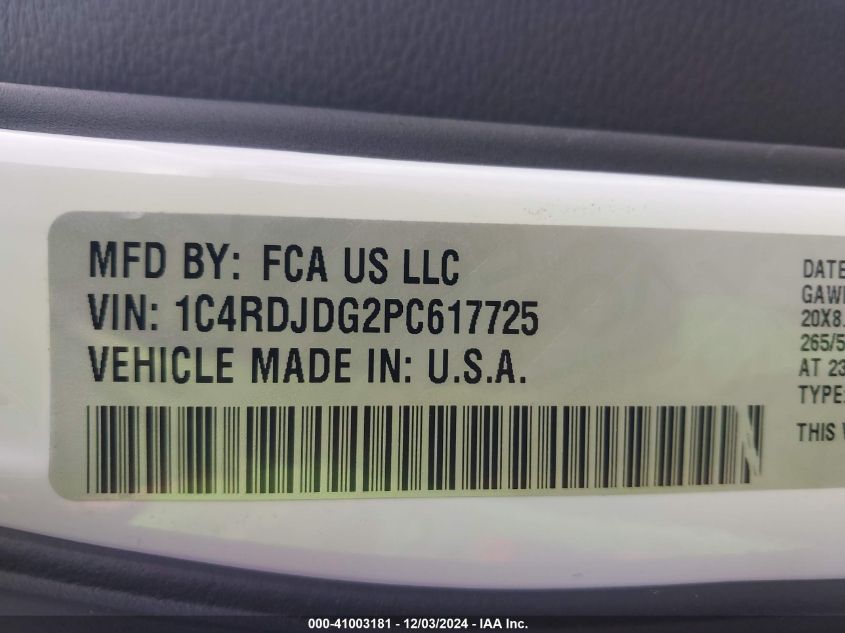 MFD BY: FCA US LLC
VIN: 1C4RDJDG2PC617725
VEHICLE MADE IN: U.S.A.
DATE
GAW
20X8.
265/5
AT 23
TYPE:
THIS
000-41003181 - 12/03/2024 - IAA Inc.